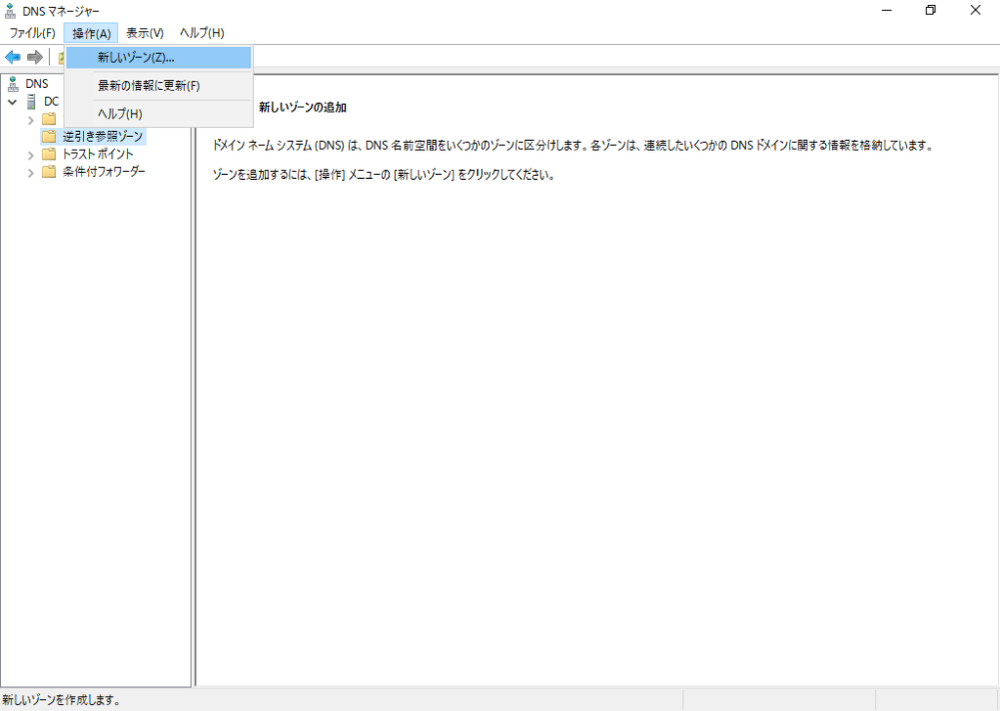 DNS マネージャー
ファイル(F) 操作(A) 表示(V) ヘルプ(H)
新しいゾーン(Z)...
最新の情報に更新(F)
ヘルプ(H)
DNS
DC
逆引き参照ゾーン
トラスト ポイント
条件付フォワーダー
新しいゾーンの追加
ドメイン ネーム システム (DNS) は、DNS 名前空間をいくつかのゾーンに区分けします。各ゾーンは、連続したいくつかの DNS ドメインに関する情報を格納しています。
ゾーンを追加するには、[操作] メニューの [新しいゾーン] をクリックしてください。
新しいゾーンを作成します。